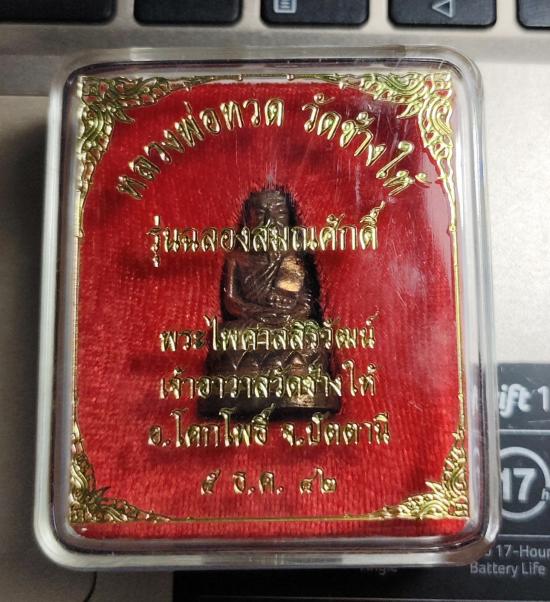 หลวงพ่อทวด วัดช้างให้
รุ่นฉลองสมณศักดิ์
พระไพศาลสิริวัฒน์
เจ้าอาวาสวัดช้างให้
อ.โคกโพธิ์ จ.ปัตตานี
๕ ธ.ค. ๔๒
17
17-Hour
Battery Life